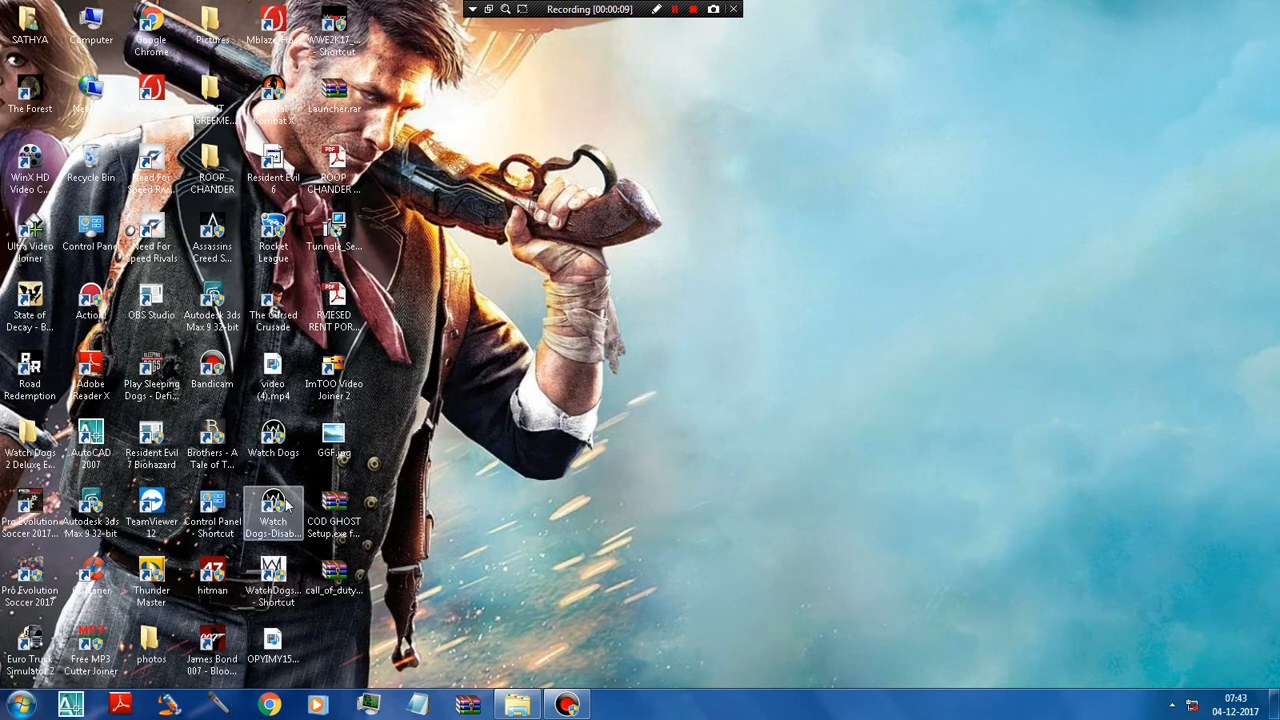 Recording [00:00:09]
SATHYA
Computer
Google
Chrome
Pictures
WWE2K17_...
- Shortcut
The Forest
AGREEME...
Launcher.rar
WinX HD
Video C...
Recycle Bin
Need For
Speed Riva...
ROOP
CHANDER
Resident Evil
6
ROOP
CHANDER ...
Ultra Video
Joiner
Control Panel
Need For
Speed Rivals
Assassins
Creed S...
Rocket
League
Tunngle_Se...
State of
Decay - B...
Action!
OBS Studio
Autodesk 3ds
Max 9 32-bit
The Cursed
Crusade
RVIESED
RENT POR...
Road
Redemption
Adobe
Reader X
Play Sleeping
Dogs - Defi...
Bandicam
video
(4).mp4
ImTOO Video
Joiner 2
Watch Dogs
2 Deluxe E...
AutoCAD
2007
Resident Evil
7 Biohazard
Brothers - A
Tale of T...
Watch Dogs
GGF.jpg
Pro Evolution
Soccer 2017...
Autodesk 3ds
Max 9 32-bit
TeamViewer
12
Control Panel
- Shortcut
Watch
Dogs-Disab...
COD GHOST
Setup.exe f...
Pro Evolution
Soccer 2017
Thunder
Master
hitman
WatchDogs...
- Shortcut
call_of_duty...
Euro Truck
Simulator 2
Free MP3
Cutter Joiner
photos
James Bond
007 - Bloo...
OPYIMY15...
07:43
04-12-2017